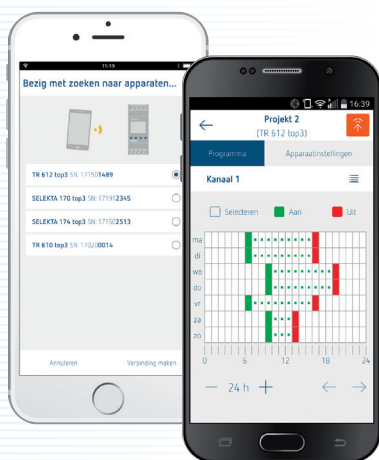 15:15
Bezig met zoeken naar apparaten...
TR 612 top3 SN: 171501489
SELEKTA 170 top3 SN: 171912345
SELEKTA 174 top3 SN: 171502513
TR 610 top3 SN: 170200014
Annuleren
Verbinding maken
16:39
Projekt 2
(TR 612 top3)
Programma
Apparaatinstellingen
Kanaal 1
Selecteren
Aan
Uit
ma
di
wo
do
vr
za
zo
0 6 12 18 24
24 h